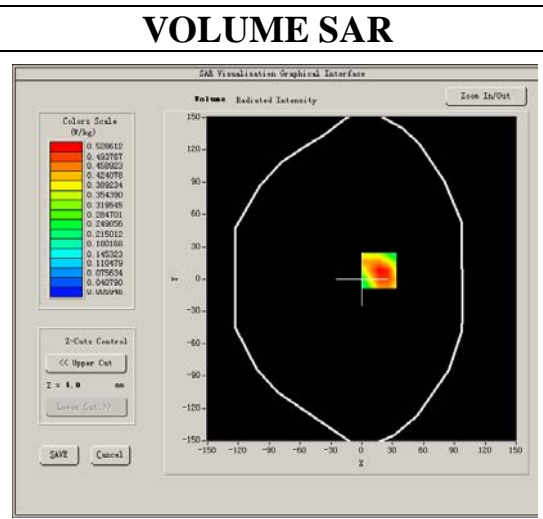 VOLUME SAR
SAR Visualisation Graphical Interface
Volume Radiated Intensity
Zoom In/Out
Colors Scale
(W/kg)
0.528612
0.493767
0.458923
0.424078
0.389234
0.354390
0.319545
0.284701
0.249856
0.215012
0.180168
0.145323
0.110479
0.075634
0.040790
0.005946
150
120
90
60
30
0
-30
-60
-90
-120
-150
Y
-150 -120 -90 -60 -30 0 30 60 90 120 150
X
Z-Cuts Control
<< Upper Cut
Z = 4.0 mm
Lower Cut >>
SAVE Cancel